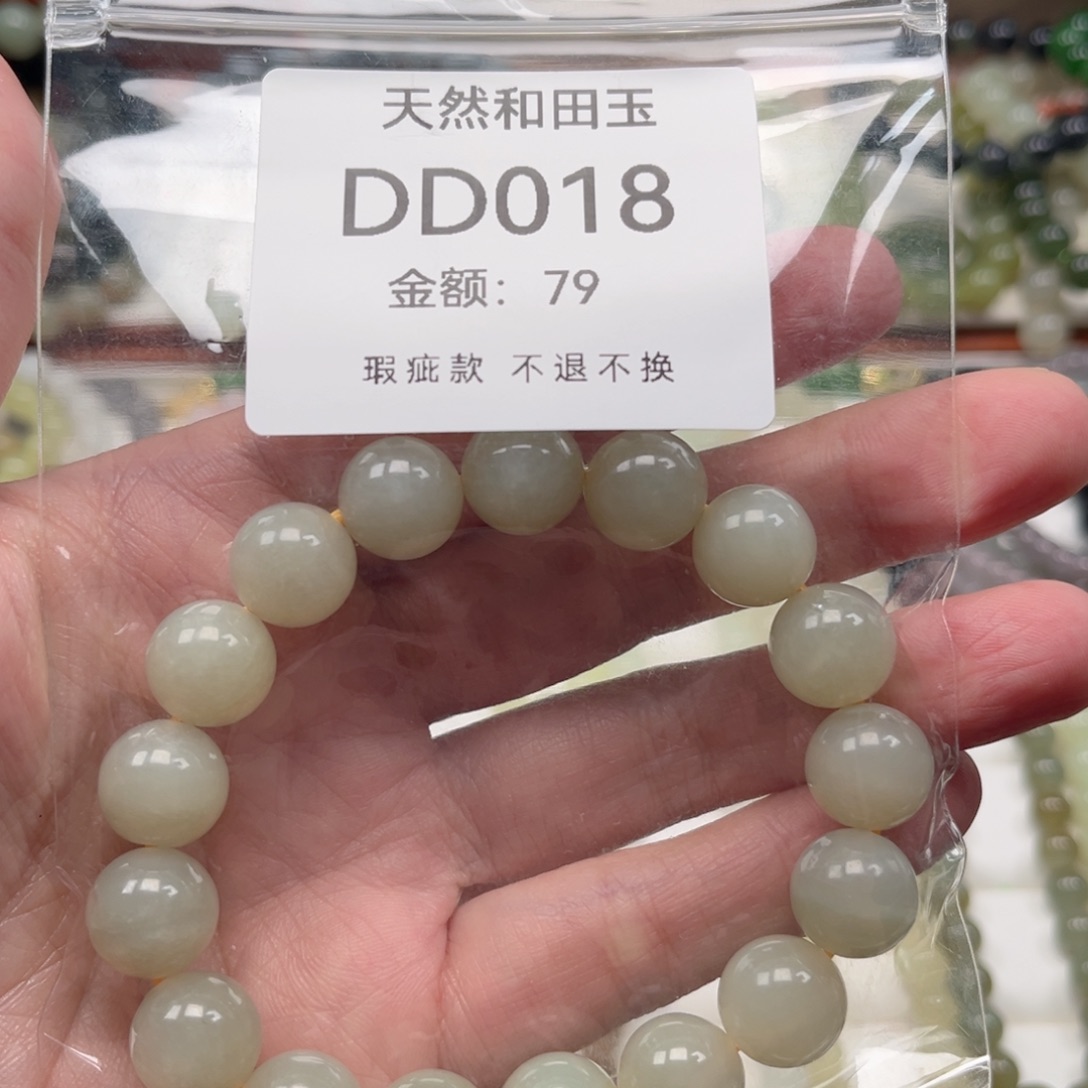 天然和田玉
DD018
金额：79
瑕疵款 不退不换